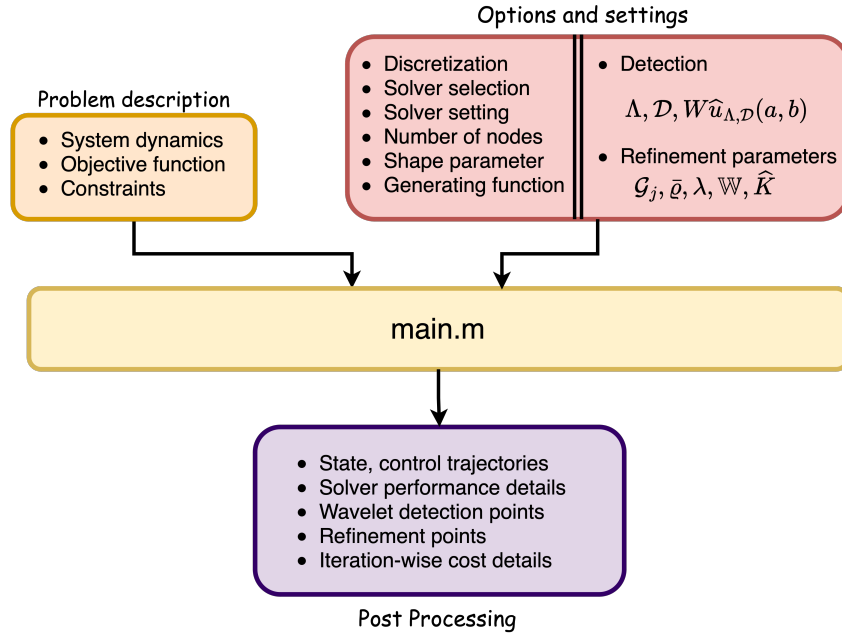 Problem description
• System dynamics
• Objective function
• Constraints
Options and settings
• Discretization
• Solver selection
• Solver setting
• Number of nodes
• Shape parameter
• Generating function
• Detection
Λ, 𝒟, Wû_{Λ,𝒟}(a, b)
• Refinement parameters
𝒢_j, ϱ̄, λ, 𝕎, K̂
main.m
• State, control trajectories
• Solver performance details
• Wavelet detection points
• Refinement points
• Iteration-wise cost details
Post Processing